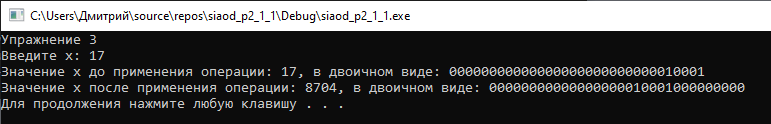 C:\Users\Дмитрий\source\repos\siaod_p2_1_1\Debug\siaod_p2_1_1.exe
Упражнение 3
Введите x: 17
Значение x до применения операции: 17, в двоичном виде: 00000000000000000000000000010001
Значение x после применения операции: 8704, в двоичном виде: 00000000000000000010001000000000
Для продолжения нажмите любую клавишу . . .